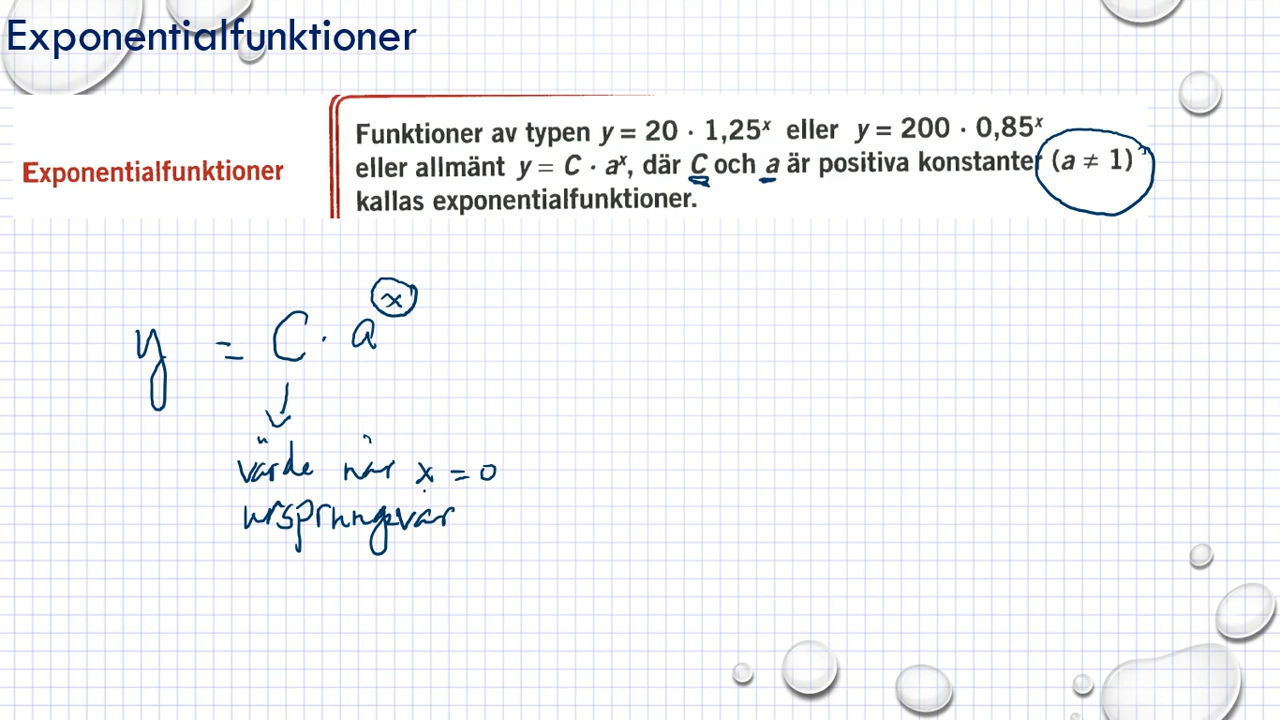 Exponentialfunktioner
Exponentialfunktioner
Funktioner av typen y = 20 · 1,25ˣ eller y = 200 · 0,85ˣ
eller allmänt y = C · aˣ, där C och a är positiva konstanter (a ≠ 1)
kallas exponentialfunktioner.
y = C · aˣ
värde när x = 0
ursprungsvär